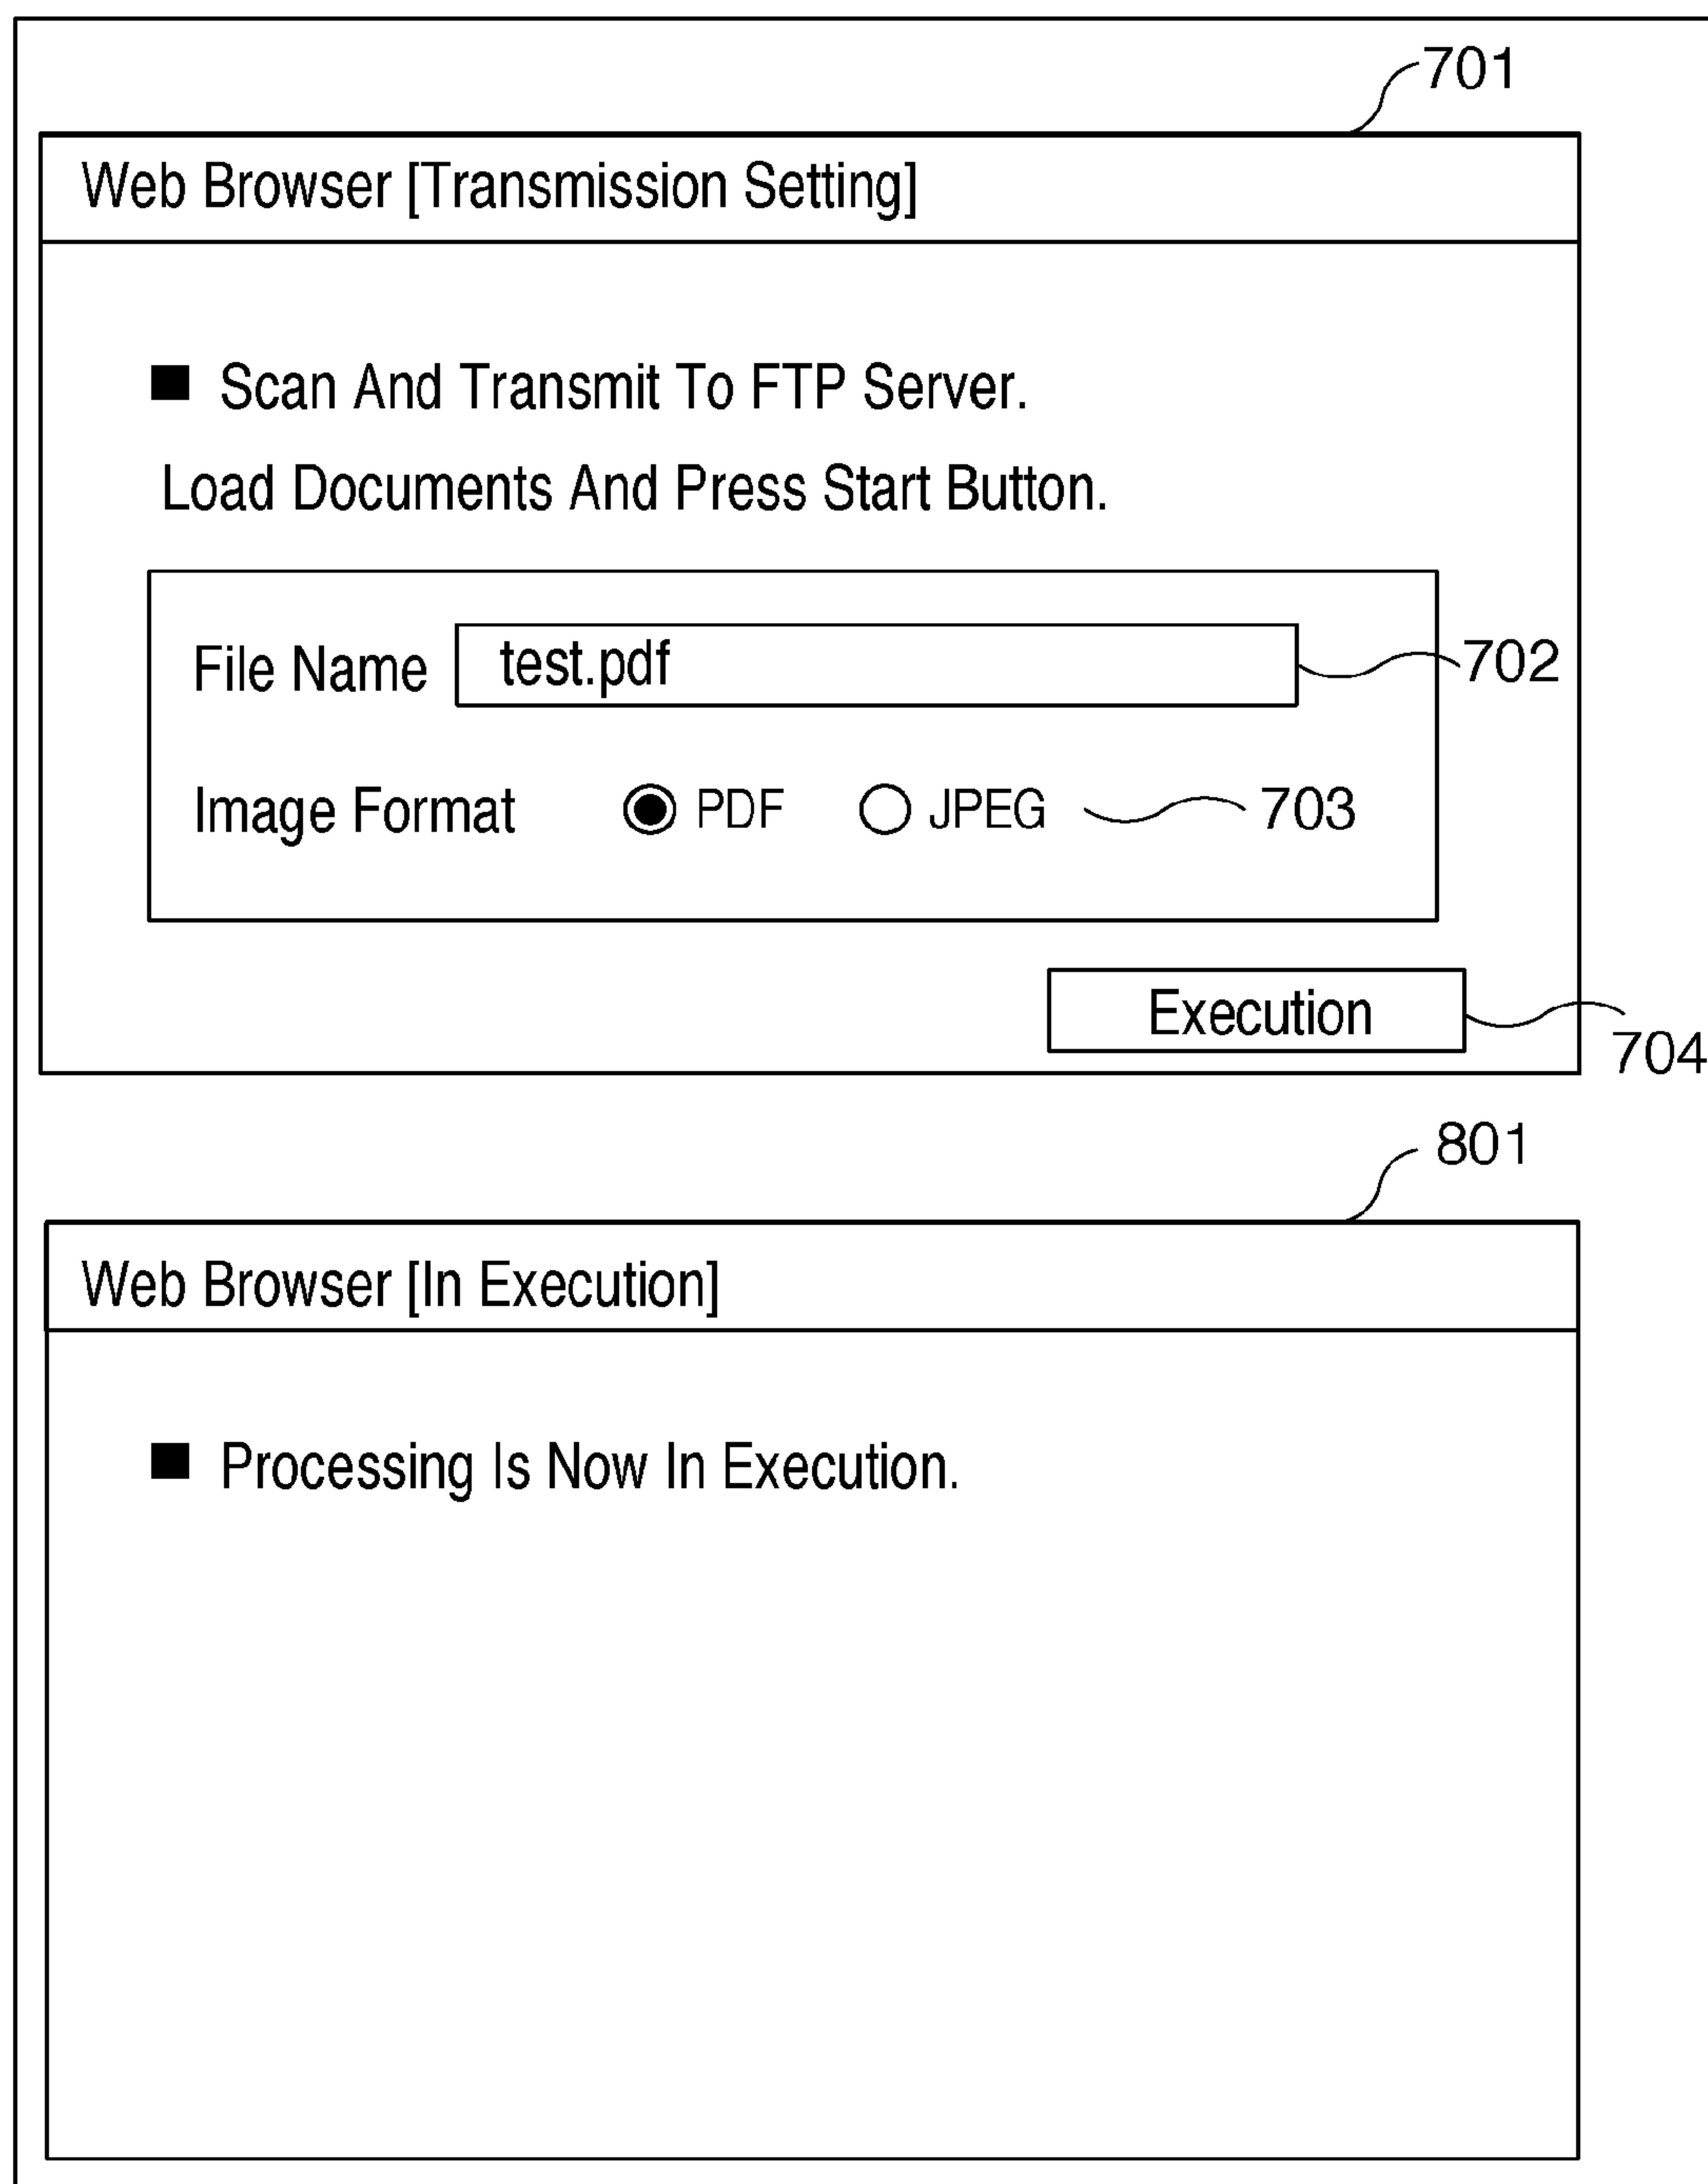 701
Web Browser [Transmission Setting]
Scan And Transmit To FTP Server.
Load Documents And Press Start Button.
File Name test.pdf 702
Image Format PDF JPEG 703
Execution
704
801
Web Browser [In Execution]
Processing Is Now In Execution.